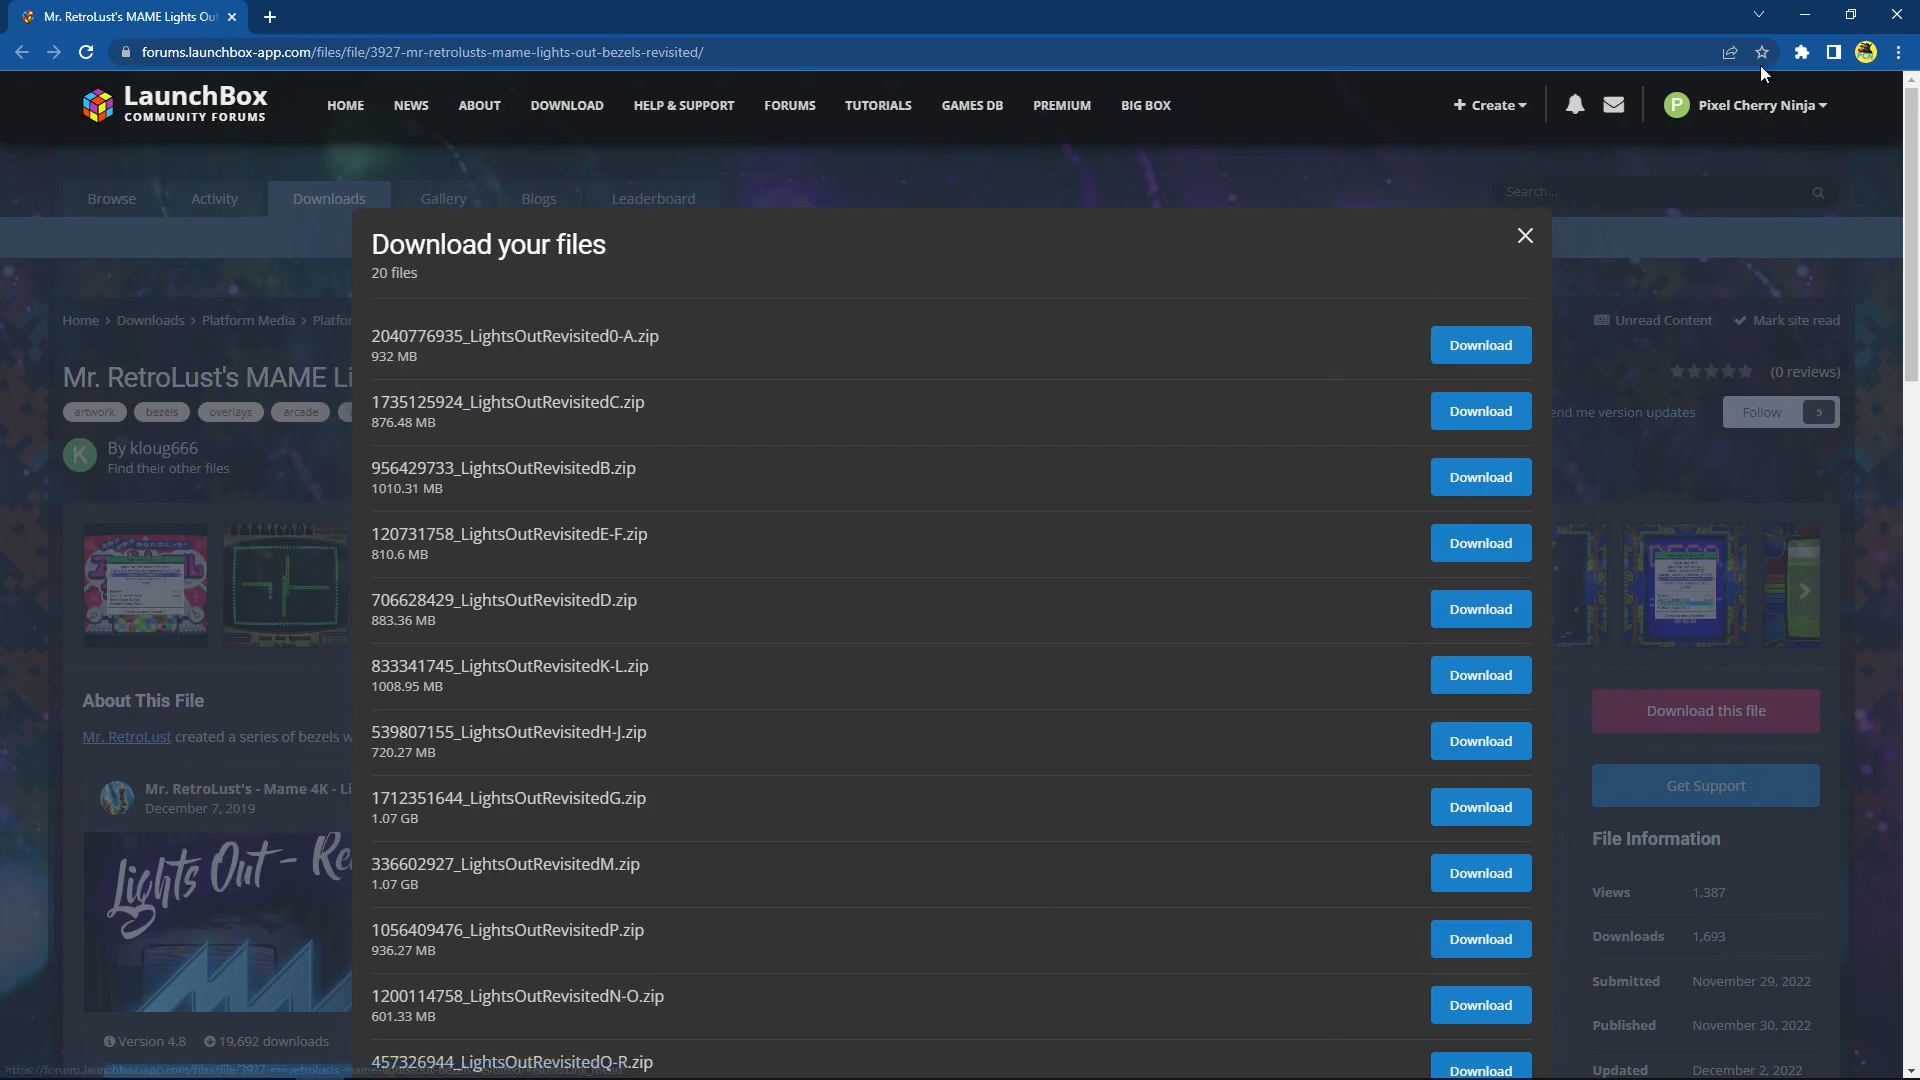 Mr. RetroLust's MAME Lights Out
forums.launchbox-app.com/files/file/3927-mr-retrolusts-mame-lights-out-bezels-revisited/
LaunchBox
COMMUNITY FORUMS
HOME NEWS ABOUT DOWNLOAD HELP & SUPPORT FORUMS TUTORIALS GAMES DB PREMIUM BIG BOX
Create
P Pixel Cherry Ninja
Browse Activity Downloads Gallery Blogs Leaderboard
Search...
Download your files
20 files
Home > Downloads > Platform Media >
Unread Content Mark site read
2040776935_LightsOutRevisited0-A.zip
932 MB
Download
Mr. RetroLust's MAME Li
(0 reviews)
artwork bezels overlays arcade
1735125924_LightsOutRevisitedC.zip
876.48 MB
Download
end me version updates
Follow 5
K By kloug666
Find their other files
956429733_LightsOutRevisitedB.zip
1010.31 MB
Download
120731758_LightsOutRevisitedE-F.zip
810.6 MB
Download
BARRICADE
706628429_LightsOutRevisitedD.zip
883.36 MB
Download
833341745_LightsOutRevisitedK-L.zip
1008.95 MB
Download
About This File
Download this file
Mr. RetroLust created a series of bezels w
539807155_LightsOutRevisitedH-J.zip
720.27 MB
Download
Get Support
Mr. RetroLust's - Mame 4K - Li
December 7, 2019
1712351644_LightsOutRevisitedG.zip
1.07 GB
Download
File Information
Lights Out - Re
336602927_LightsOutRevisitedM.zip
1.07 GB
Download
Views 1,387
1056409476_LightsOutRevisitedP.zip
936.27 MB
Download
Downloads 1,693
1200114758_LightsOutRevisitedN-O.zip
601.33 MB
Download
Submitted November 29, 2022
Published November 30, 2022
Version 4.8 19,692 downloads
457326944_LightsOutRevisitedQ-R.zip
Download
Updated December 2, 2022